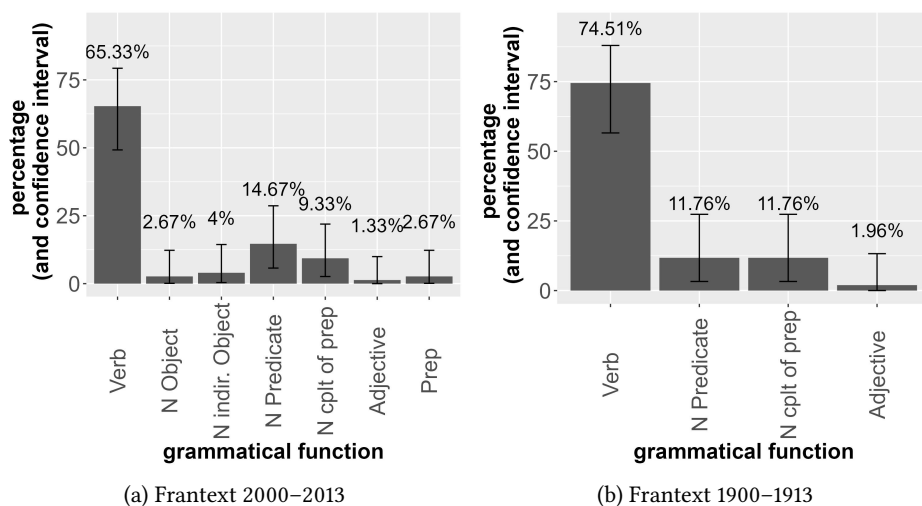 percentage
(and confidence interval)
75
50
25
0
65.33%
2.67%
4%
14.67%
9.33%
1.33%
2.67%
Verb
N Object
N indir. Object
N Predicate
N cplt of prep
Adjective
Prep
grammatical function
(a) Frantext 2000–2013
percentage
(and confidence interval)
75
50
25
0
74.51%
11.76%
11.76%
1.96%
Verb
N Predicate
N cplt of prep
Adjective
grammatical function
(b) Frantext 1900–1913